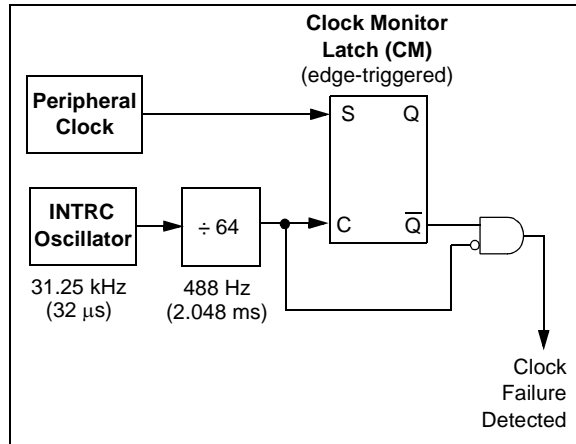 Clock Monitor
Latch (CM)
(edge-triggered)
Peripheral
Clock
S
Q
INTRC
Oscillator
÷ 64
C
Q̅
31.25 kHz
(32 μs)
488 Hz
(2.048 ms)
Clock
Failure
Detected